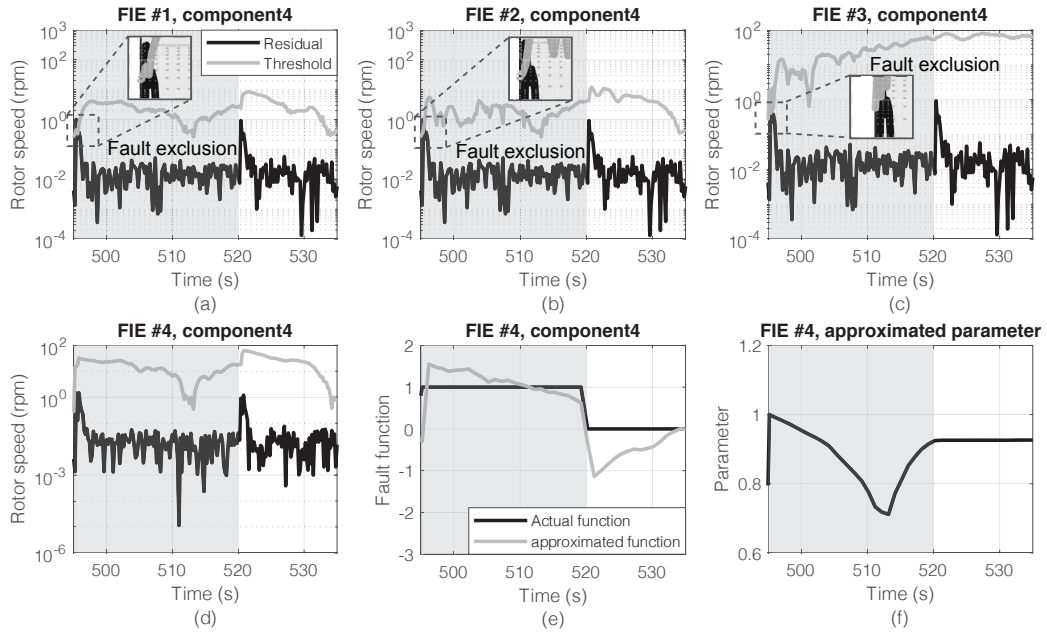 FIE #1, component4
Rotor speed (rpm)
10^3
10^2
10^0
10^-2
10^-4
Residual
Threshold
Fault exclusion
500 510 520 530
Time (s)
(a)
FIE #2, component4
Rotor speed (rpm)
10^3
10^2
10^0
10^-2
10^-4
Fault exclusion
500 510 520 530
Time (s)
(b)
FIE #3, component4
Rotor speed (rpm)
10^2
10^0
10^-2
10^-4
Fault exclusion
500 510 520 530
Time (s)
(c)
FIE #4, component4
Rotor speed (rpm)
10^2
10^0
10^-3
10^-6
500 510 520 530
Time (s)
(d)
FIE #4, component4
Fault function
2
1
0
-1
-2
-3
Actual function
approximated function
500 510 520 530
Time (s)
(e)
FIE #4, approximated parameter
Parameter
1.2
1
0.8
0.6
500 510 520 530
Time (s)
(f)